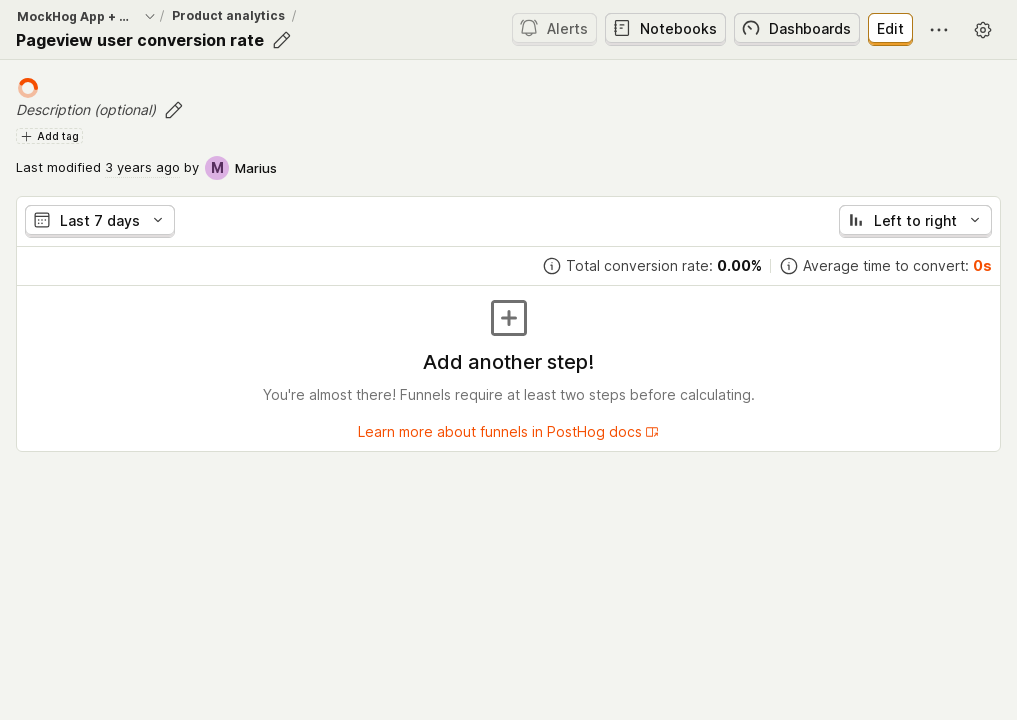 MockHog App + ... / Product analytics /
Pageview user conversion rate
Alerts Notebooks Dashboards Edit
Description (optional)
Add tag
Last modified 3 years ago by M Marius
Last 7 days Left to right
Total conversion rate: 0.00% Average time to convert: 0s
Add another step!
You're almost there! Funnels require at least two steps before calculating.
Learn more about funnels in PostHog docs